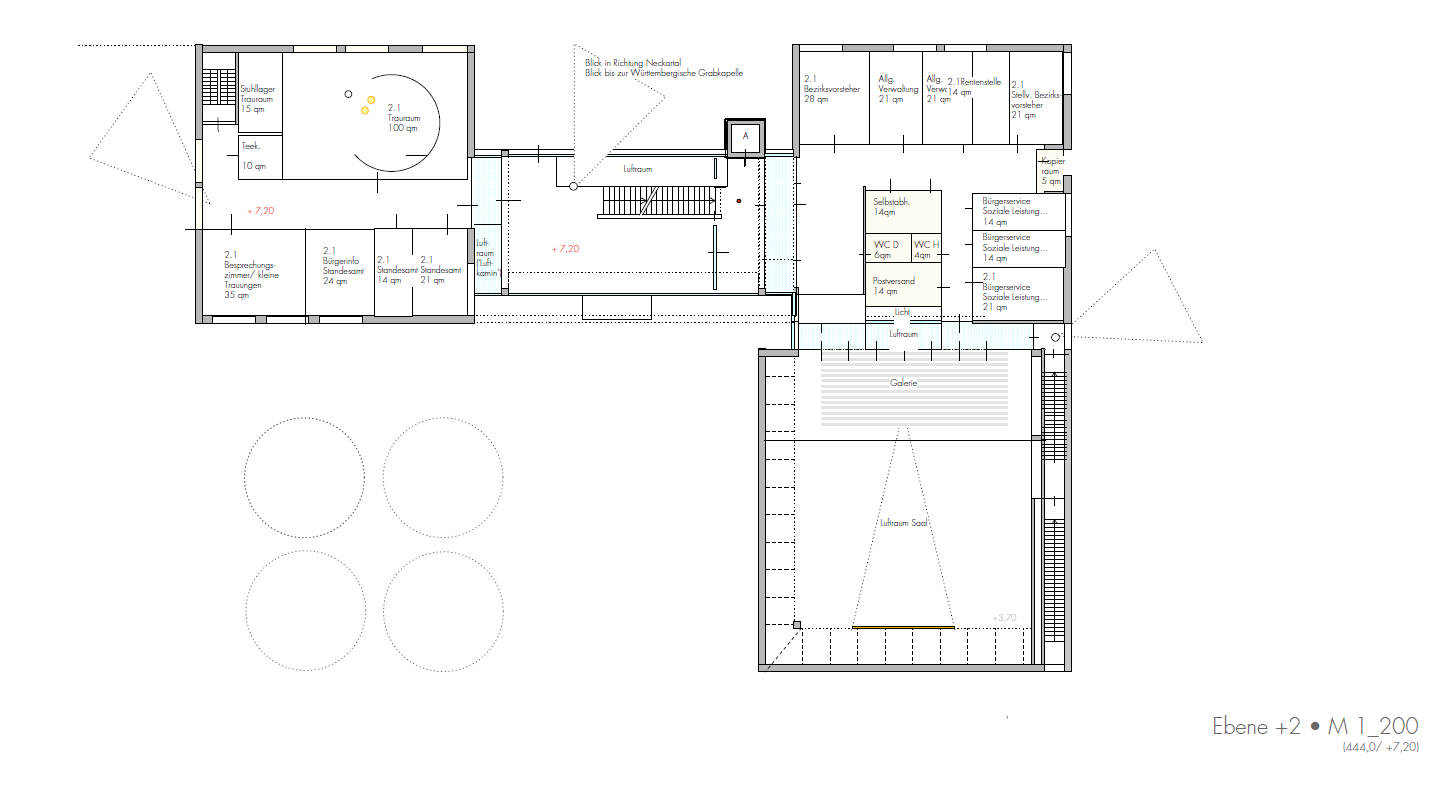 Blick in Richtung Neckartal
Blick bis zur Württembergische Grabkapelle
Stuhllager
Trauraum
15 qm
2.1
Trauraum
100 qm
Teek.
10 qm
+ 7,20
2.1
Besprechungs-
zimmer/ kleine
Trauungen
35 qm
2.1
Bürgerinfo
Standesamt
24 qm
2.1
Standesamt
14 qm
2.1
Standesamt
21 qm
Luft-
raum
("Luft-
kamin")
Luftraum
+ 7,20
A
2.1
Bezirksvorsteher
28 qm
Allg.
Verwaltung
21 qm
Allg.
Verwa
21 qm
2.1Rentenstelle
14 qm
2.1
Stellv. Bezirks-
vorsteher
21 qm
Kopier
raum
5 qm
Selbstabh.
14qm
WC D
6qm
WC H
4qm
Postversand
14 qm
Licht
Luftraum
Bürgerservice
Soziale Leistung...
14 qm
Bürgerservice
Soziale Leistung...
14 qm
2.1
Bürgerservice
Soziale Leistung...
21 qm
Galerie
Luftraum Saal
+3,70
Ebene +2 • M 1_200
(444,0/ +7,20)